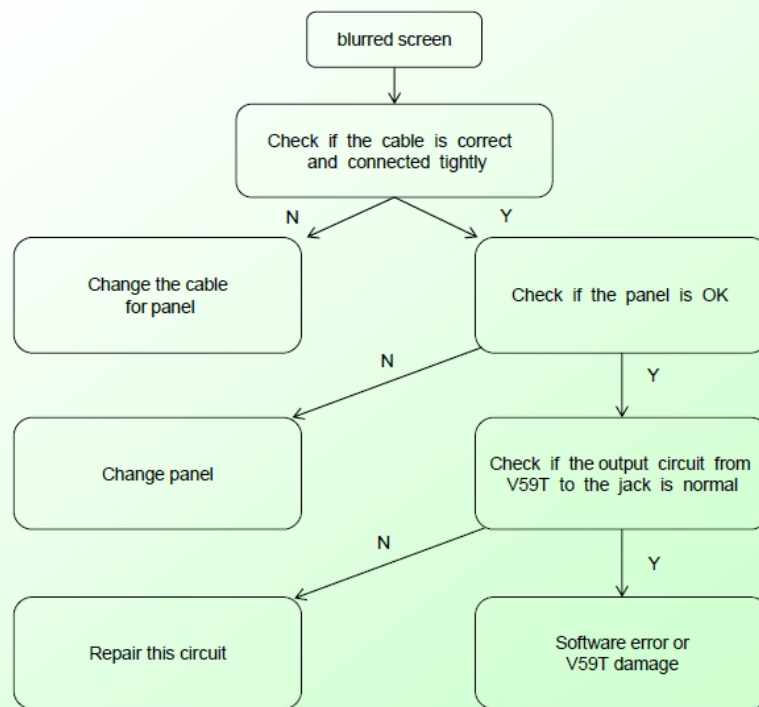 blurred screen
Check if the cable is correct
and connected tightly
N
Y
Change the cable
for panel
Check if the panel is OK
N
Y
Change panel
Check if the output circuit from
V59T to the jack is normal
N
Y
Repair this circuit
Software error or
V59T damage